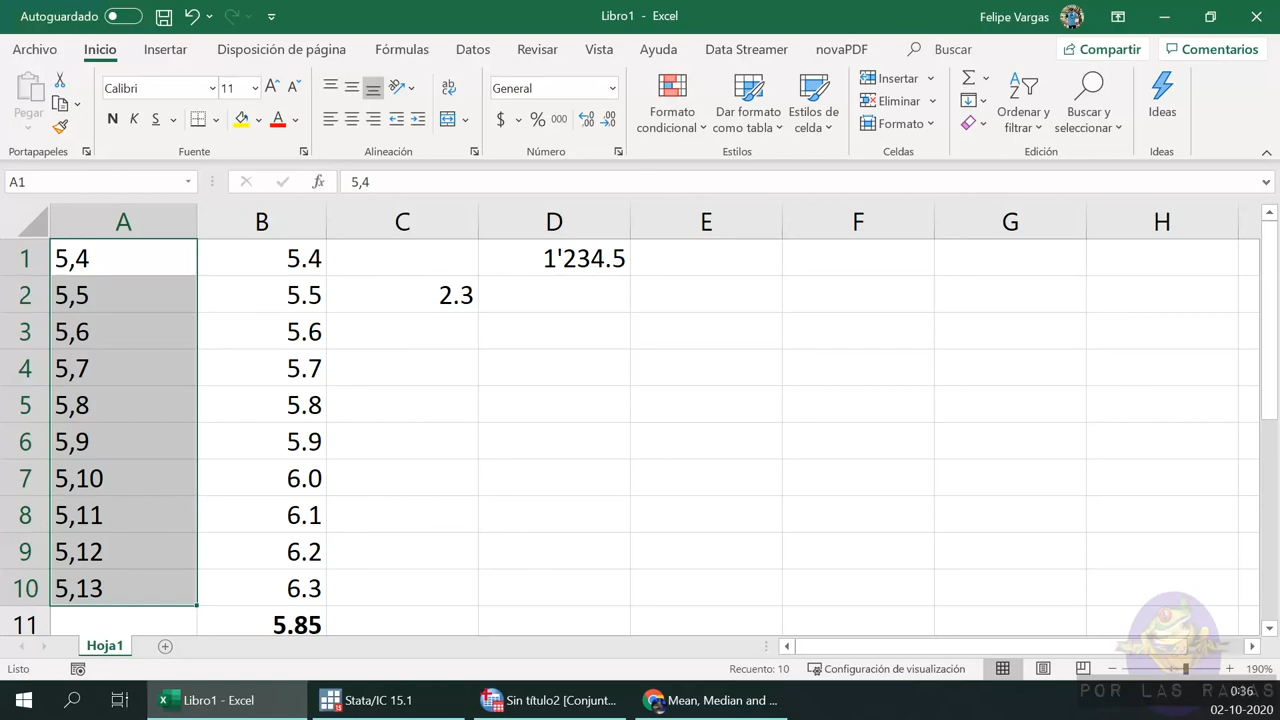 Autoguardado
Libro1 - Excel
Felipe Vargas
Archivo Inicio Insertar Disposición de página Fórmulas Datos Revisar Vista Ayuda Data Streamer novaPDF Buscar Compartir Comentarios
Pegar
Calibri 11
N K S
General
$ % 000
Formato condicional
Dar formato como tabla
Estilos de celda
Insertar
Eliminar
Formato
Ordenar y filtrar
Buscar y seleccionar
Ideas
Portapapeles Fuente Alineación Número Estilos Celdas Edición Ideas
A1 fx 5,4
A B C D E F G H
1 5,4 5.4 1'234.5
2 5,5 5.5 2.3
3 5,6 5.6
4 5,7 5.7
5 5,8 5.8
6 5,9 5.9
7 5,10 6.0
8 5,11 6.1
9 5,12 6.2
10 5,13 6.3
11 5.85
Hoja1
Listo Recuento: 10 Configuración de visualización 190%
Libro1 - Excel Stata/IC 15.1 Sin título2 [Conjunt... Mean, Median and ...
POR LAS RANAS
0:36
02-10-2020